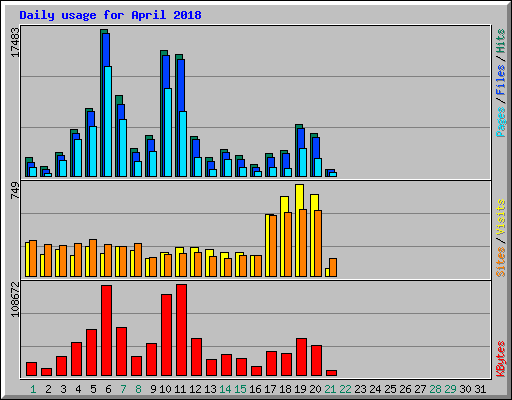 Daily usage for April 2018
17483
Pages / Files / Hits
749
Sites / Visits
108672
KBytes
1 2 3 4 5 6 7 8 9 10 11 12 13 14 15 16 17 18 19 20 21 22 23 24 25 26 27 28 29 30 31